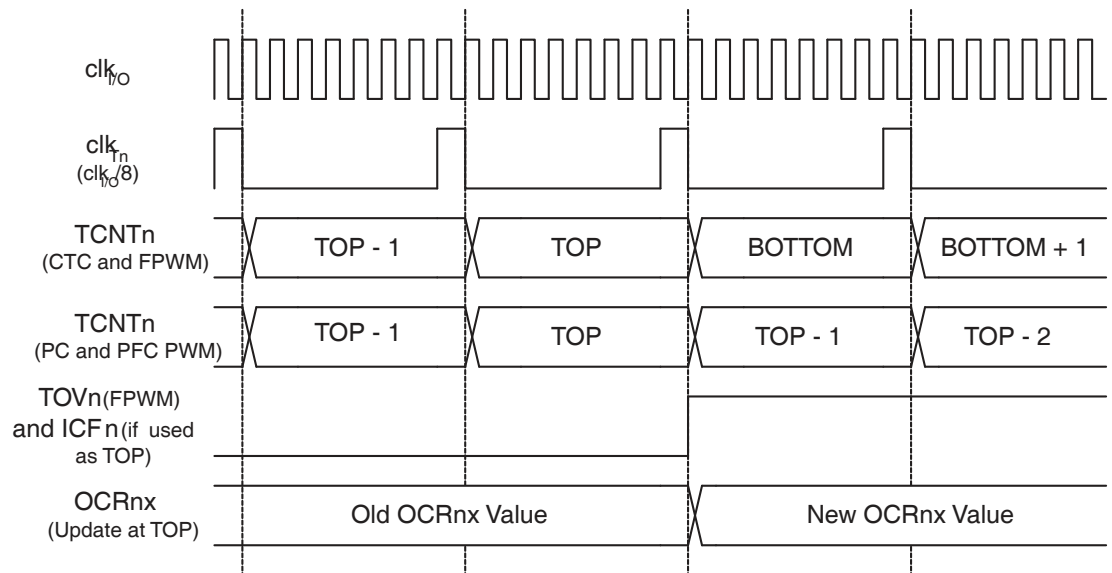 clkI/O
clkTn
(clkI/O/8)
TCNTn
(CTC and FPWM)
TOP - 1
TOP
BOTTOM
BOTTOM + 1
TCNTn
(PC and PFC PWM)
TOP - 1
TOP
TOP - 1
TOP - 2
TOVn(FPWM)
and ICFn(if used
as TOP)
OCRnx
(Update at TOP)
Old OCRnx Value
New OCRnx Value